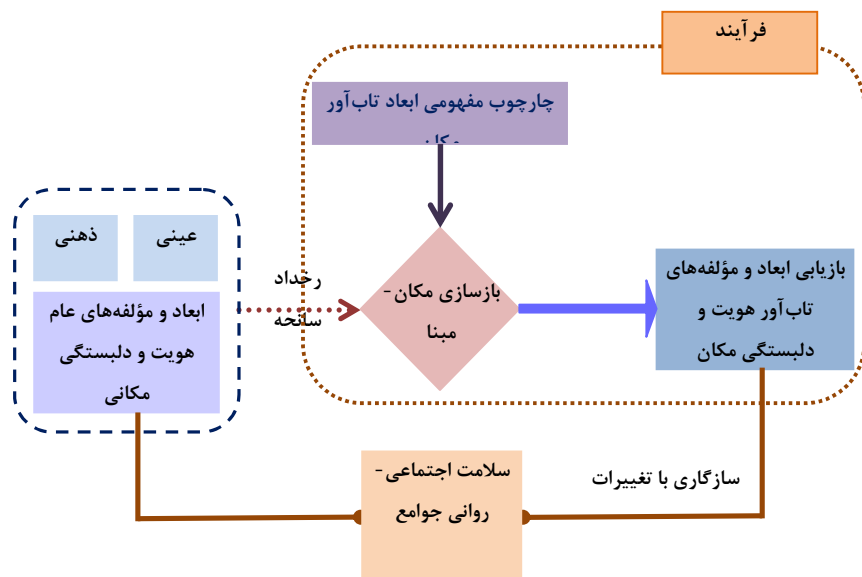 فرآیند
چارچوب مفهومی ابعاد تاب‌آور
مکان
عینی
ذهنی
ابعاد و مؤلفه‌های عام
هویت و دلبستگی
مکانی
رخداد
سانحه
بازسازی مکان-
مبنا
بازیابی ابعاد و مؤلفه‌های
تاب‌آور هویت و
دلبستگی مکان
سازگاری با تغییرات
سلامت اجتماعی-
روانی جوامع